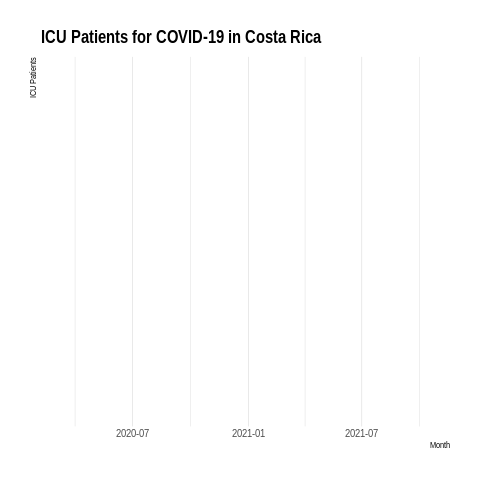 ICU Patients for COVID-19 in Costa Rica
ICU Patients
2020-07 2021-01 2021-07
Month